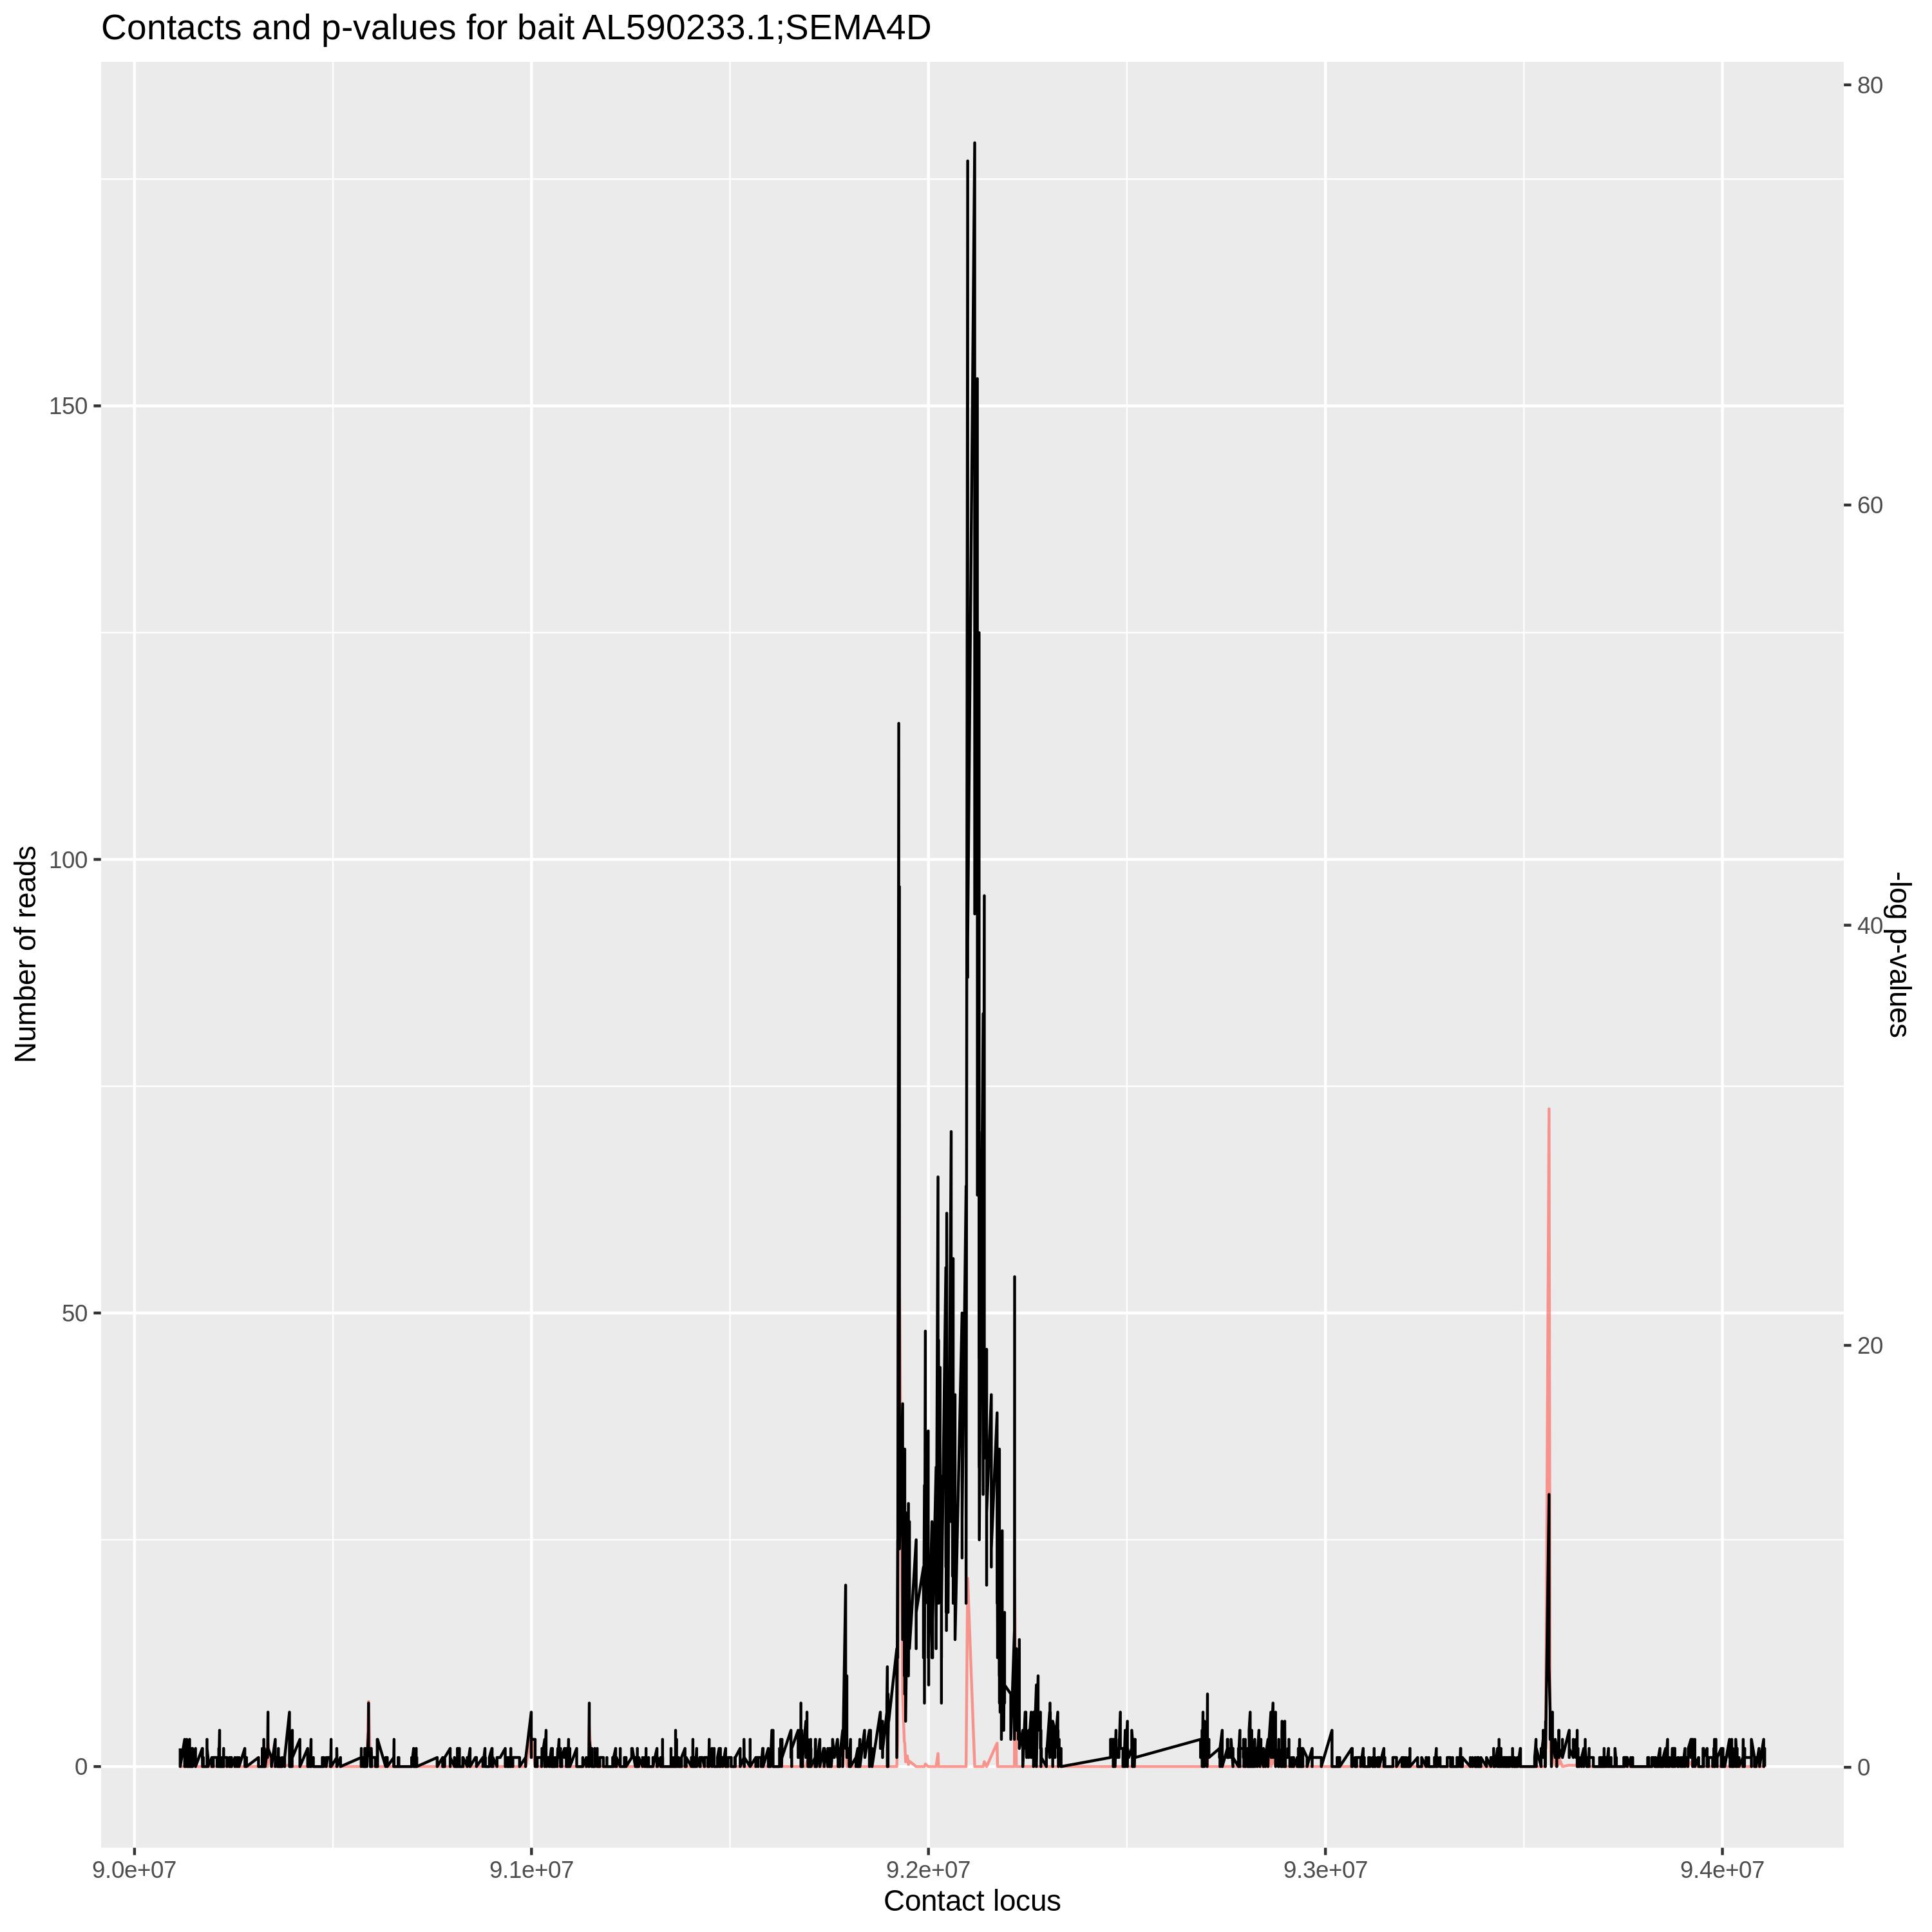 Contacts and p-values for bait AL590233.1;SEMA4D
Number of reads
150
100
50
0
80
60
40
20
0
-log p-values
9.0e+07 9.1e+07 9.2e+07 9.3e+07 9.4e+07
Contact locus